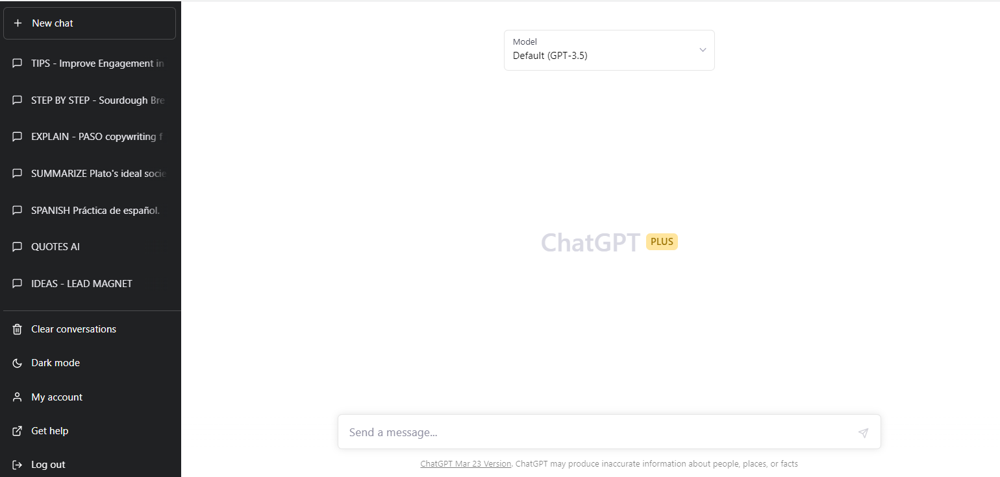 New chat
TIPS - Improve Engagement in
STEP BY STEP - Sourdough Bre
EXPLAIN - PASO copywriting f
SUMMARIZE Plato's ideal socie
SPANISH Práctica de español.
QUOTES AI
IDEAS - LEAD MAGNET
Clear conversations
Dark mode
My account
Get help
Log out
Model
Default (GPT-3.5)
ChatGPT PLUS
Send a message...
ChatGPT Mar 23 Version. ChatGPT may produce inaccurate information about people, places, or facts